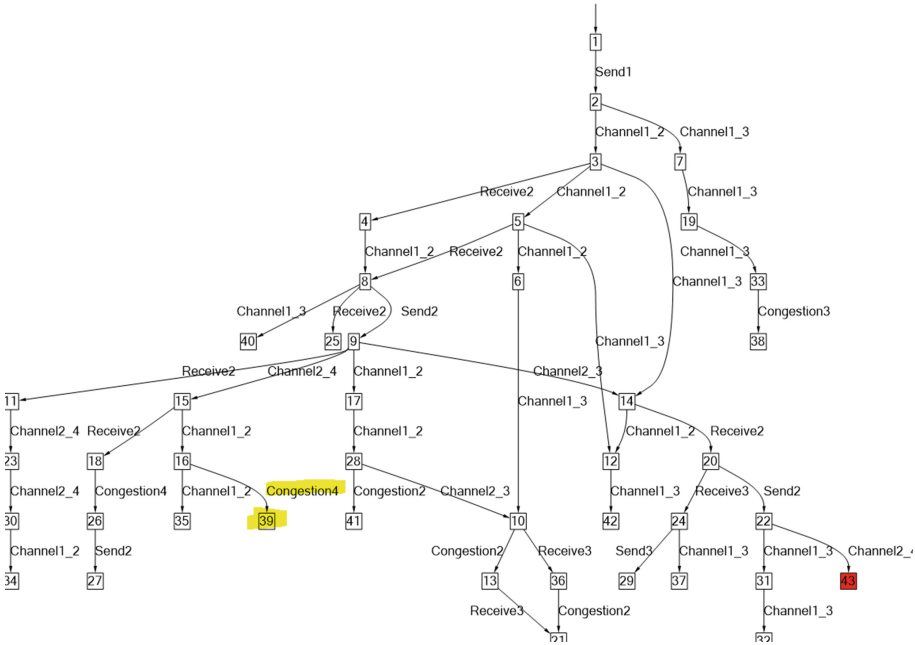 1
Send1
2
Channel1_2 Channel1_3
3 7
Receive2 Channel1_2 Channel1_3
4 5 19
Channel1_2 Receive2 Channel1_2 Channel1_3 Channel1_3
8 6 33
Channel1_3 Receive2 Send2 Congestion3
40 25 9 Channel1_3 38
Receive2 Channel2_4 Channel1_2 Channel2_3
11 15 17 Channel1_3 14
Channel2_4 Receive2 Channel1_2 Channel1_2 Channel1_2 Receive2
23 18 16 28 12 20
Channel2_4 Congestion4 Channel1_2 Congestion4 Congestion2 Channel2_3 Channel1_3 Receive3 Send2
30 26 35 39 41 10 42 24 22
Channel1_2 Send2 Congestion2 Receive3 Send3 Channel1_3 Channel1_3 Channel2_4
34 27 13 36 29 37 31 43
Receive3 Congestion2 Channel1_3
21 32